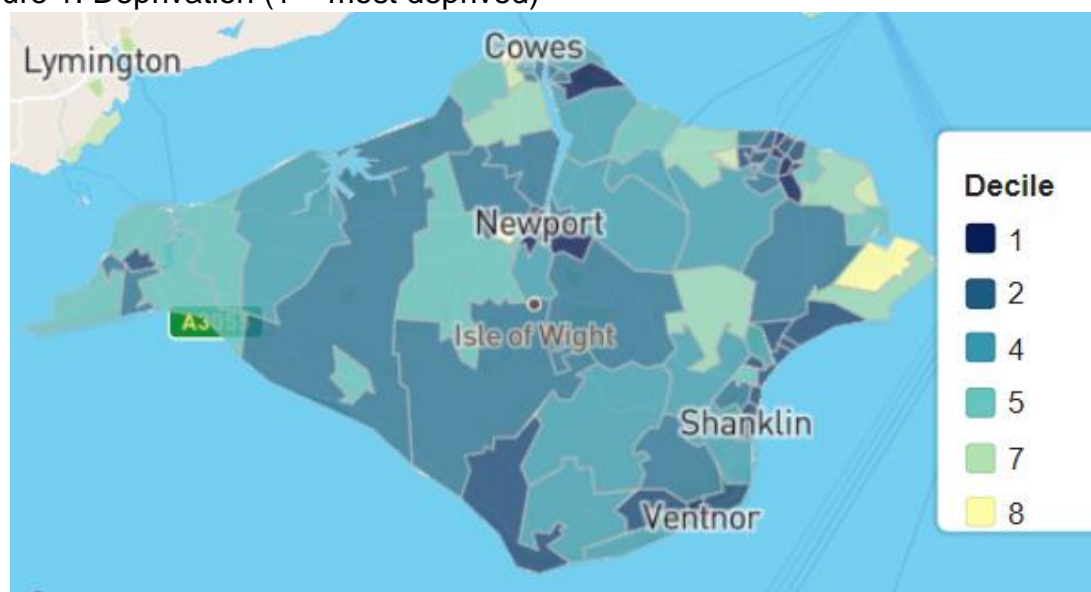 Deprivation (1 = most deprived)
Cowes
Lymington
Decile
1
Newport
2
4
A3055
Isle of Wight
5
Shanklin
7
Ventnor
8